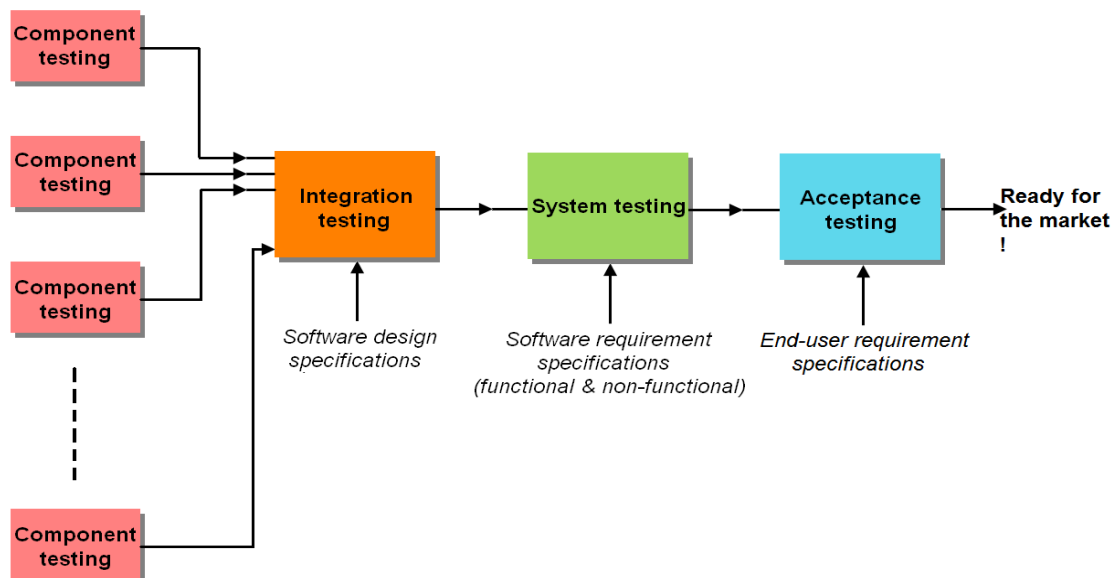 Component
testing
Component
testing
Component
testing
Component
testing
Integration
testing
System testing
Acceptance
testing
Ready for
the market
!
Software design
specifications
Software requirement
specifications
(functional & non-functional)
End-user requirement
specifications